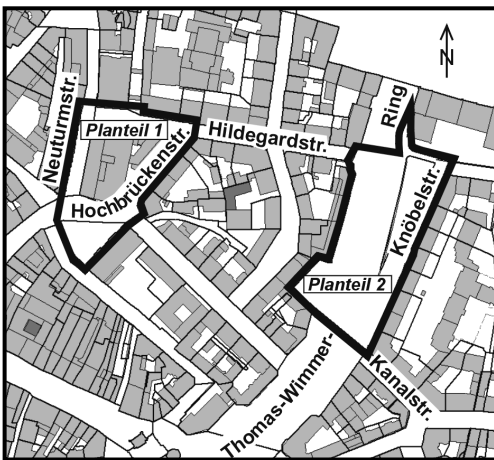 N
Ring
Neuturmstr.
Planteil 1
Hildegardstr.
Hochbrückenstr.
Knöbelstr.
Planteil 2
Thomas-Wimmer-
Kanalstr.